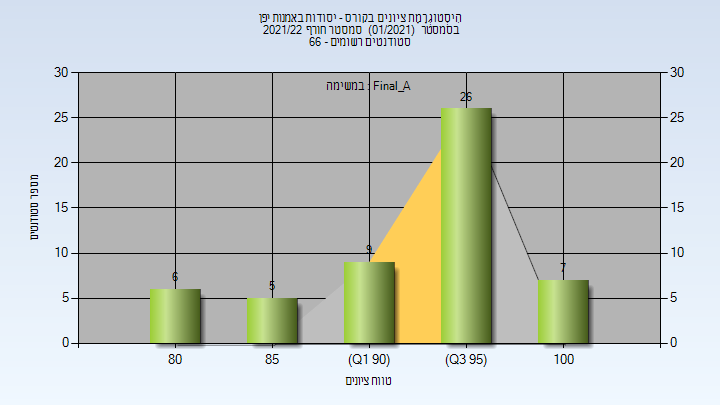 היסטוגרמת ציונים בקורס - יסודות באמנות יפן
בסמסטר (01/2021) סמסטר חורף 2021/22
סטודנטים רשומים - 66
במשימה : Final_A
30 30
25 25
20 20
15 15
10 10
5 5
0 0
מספר סטודנטים
6 5 9 26 7
80 85 (Q1 90) (Q3 95) 100
טווח ציונים